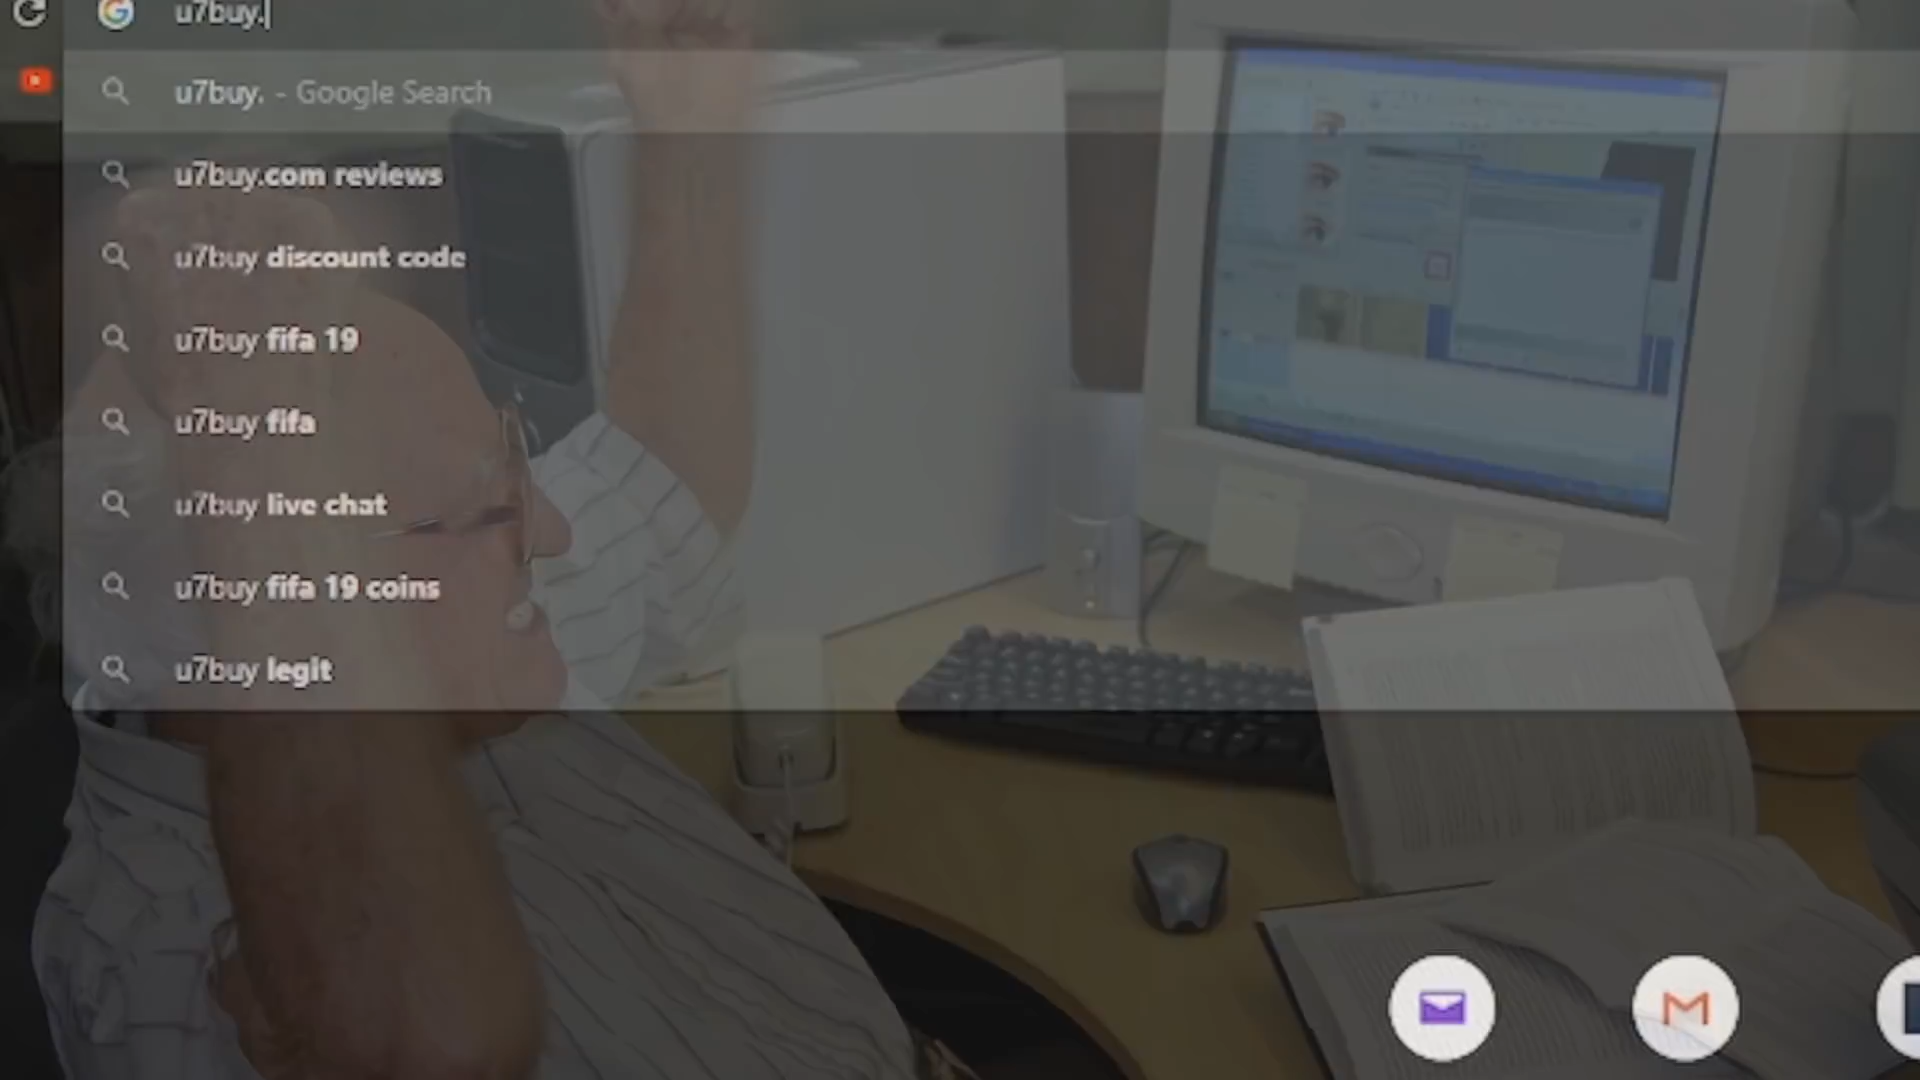 u7buy.
u7buy. - Google Search
u7buy.com reviews
u7buy discount code
u7buy fifa 19
u7buy fifa
u7buy live chat
u7buy fifa 19 coins
u7buy legit